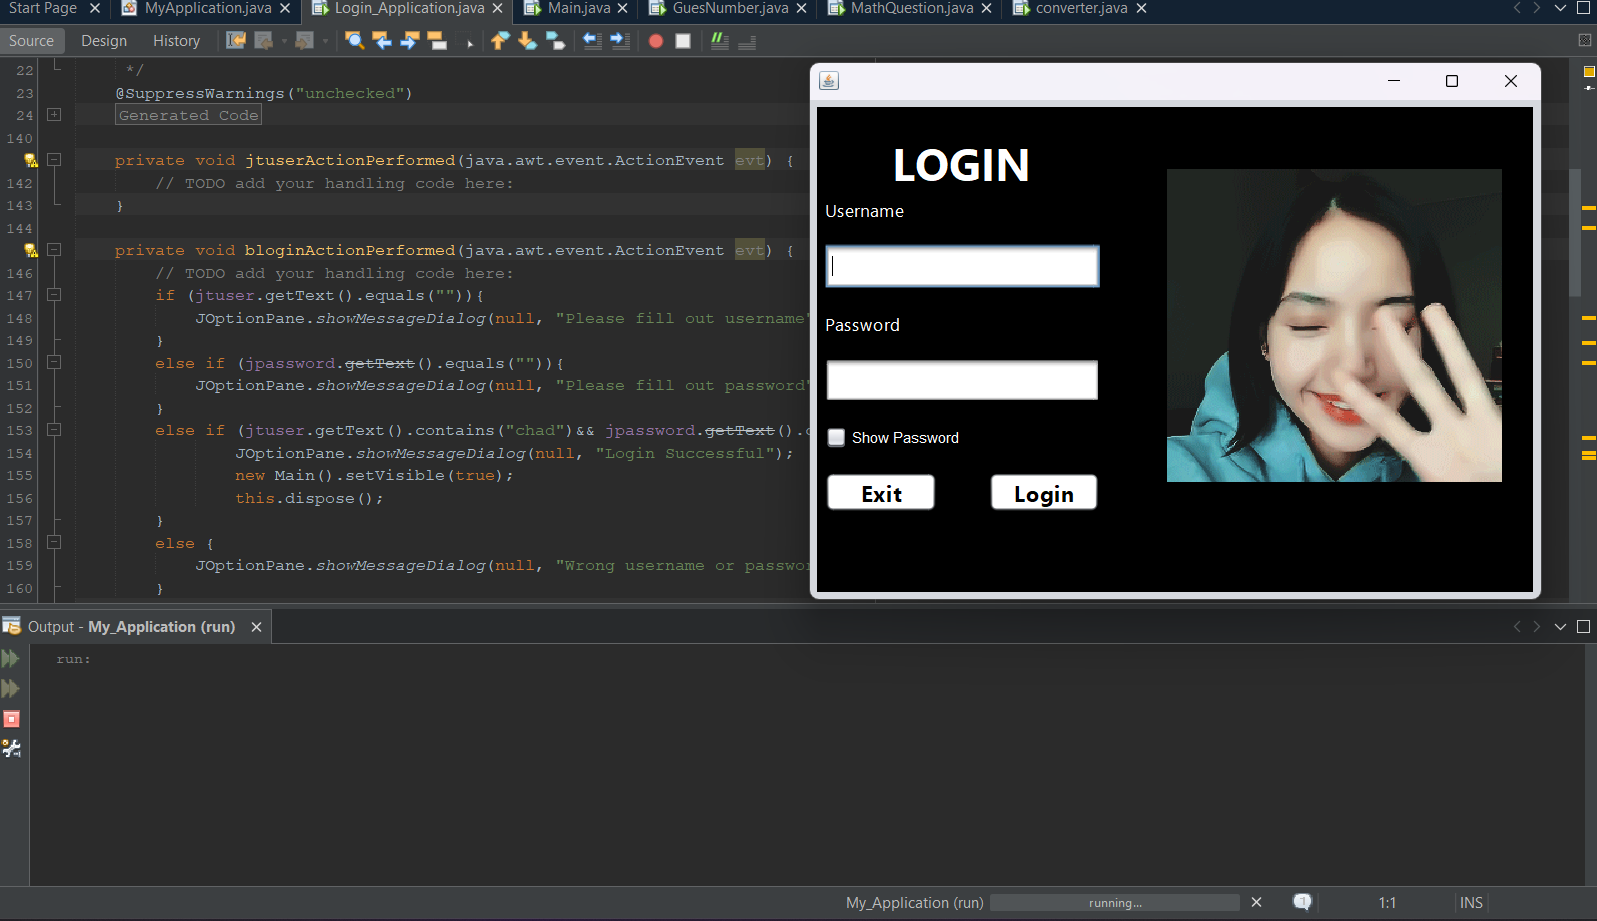 Start Page MyApplication.java Login_Application.java Main.java GuesNumber.java MathQuestion.java converter.java
Source Design History
22 */
23 @SuppressWarnings("unchecked")
24 Generated Code
140
private void jtuserActionPerformed(java.awt.event.ActionEvent evt) {
142 // TODO add your handling code here:
143 }
144
private void bloginActionPerformed(java.awt.event.ActionEvent evt) {
146 // TODO add your handling code here:
147 if (jtuser.getText().equals("")){
148 JOptionPane.showMessageDialog(null, "Please fill out username"
149 }
150 else if (jpassword.getText().equals("")){
151 JOptionPane.showMessageDialog(null, "Please fill out password"
152 }
153 else if (jtuser.getText().contains("chad")&& jpassword.getText().
154 JOptionPane.showMessageDialog(null, "Login Successful");
155 new Main().setVisible(true);
156 this.dispose();
157 }
158 else {
159 JOptionPane.showMessageDialog(null, "Wrong username or
160 }
LOGIN
Username
Password
Show Password
Exit Login
Output - My_Application (run)
run:
My_Application (run) running... 1:1 INS